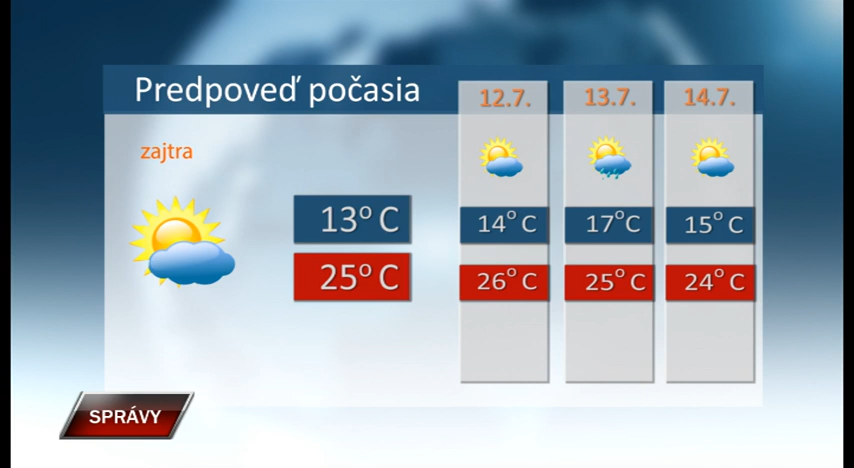 Predpoveď počasia
zajtra
13° C
25° C
12.7.
14° C
26° C
13.7.
17°C
25° C
14.7.
15° C
24° C
SPRÁVY